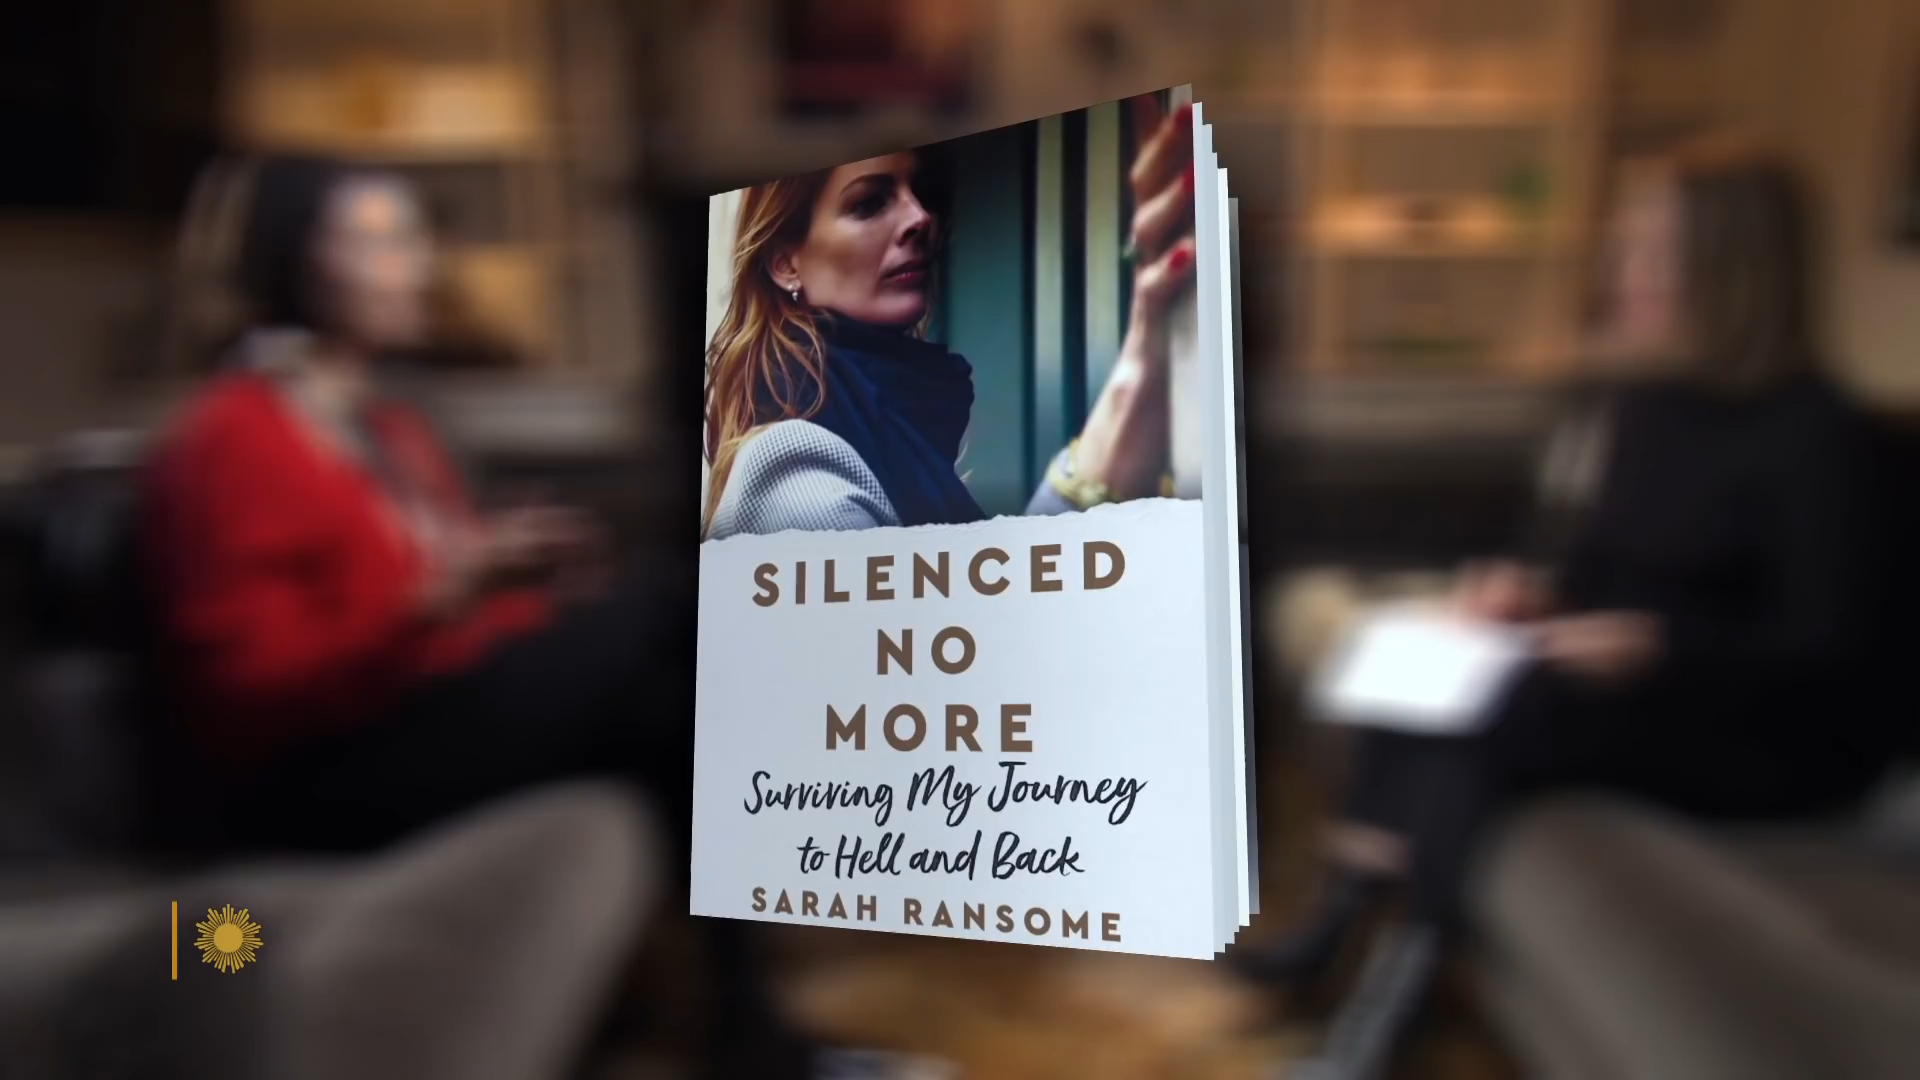 SILENCED
NO
MORE
Surviving My Journey
to Hell and Back
SARAH RANSOME